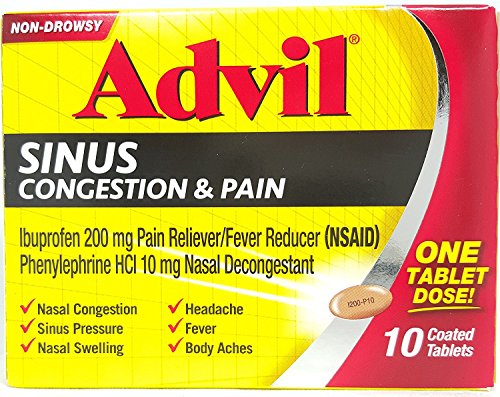 NON-DROWSY
Advil®
SINUS
CONGESTION & PAIN
Ibuprofen 200 mg Pain Reliever/Fever Reducer (NSAID)
Phenylephrine HCl 10 mg Nasal Decongestant
✓ Nasal Congestion
✓ Sinus Pressure
✓ Nasal Swelling
✓ Headache
✓ Fever
✓ Body Aches
I200-P10
ONE
TABLET
DOSE!
10 Coated
Tablets